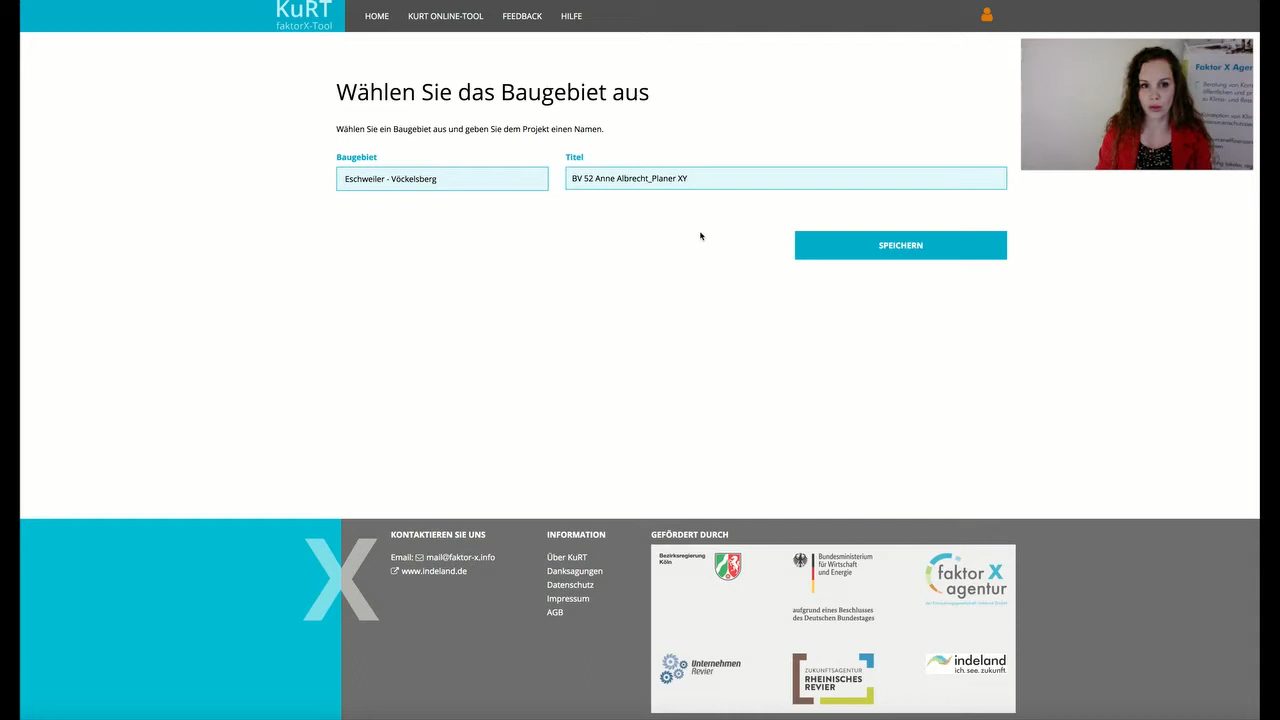 KuRT
faktorX-Tool
HOME
KURT ONLINE-TOOL
FEEDBACK
HILFE
Faktor X Agen
Wählen Sie das Baugebiet aus
Wählen Sie ein Baugebiet aus und geben Sie dem Projekt einen Namen.
Baugebiet
Titel
Eschweiler - Vöckelsberg
BV 52 Anne Albrecht_Planer XY
SPEICHERN
X
KONTAKTIEREN SIE UNS
Email: mail@faktor-x.info
www.indeland.de
INFORMATION
Über KuRT
Danksagungen
Datenschutz
Impressum
AGB
GEFÖRDERT DURCH
Bezirksregierung
Köln
Bundesministerium
für Wirtschaft
und Energie
aufgrund eines Beschlusses
des Deutschen Bundestages
faktor X
agentur
Unternehmen
Revier
ZUKUNFTSAGENTUR
RHEINISCHES
REVIER
indeland
ich. see. zukunft.